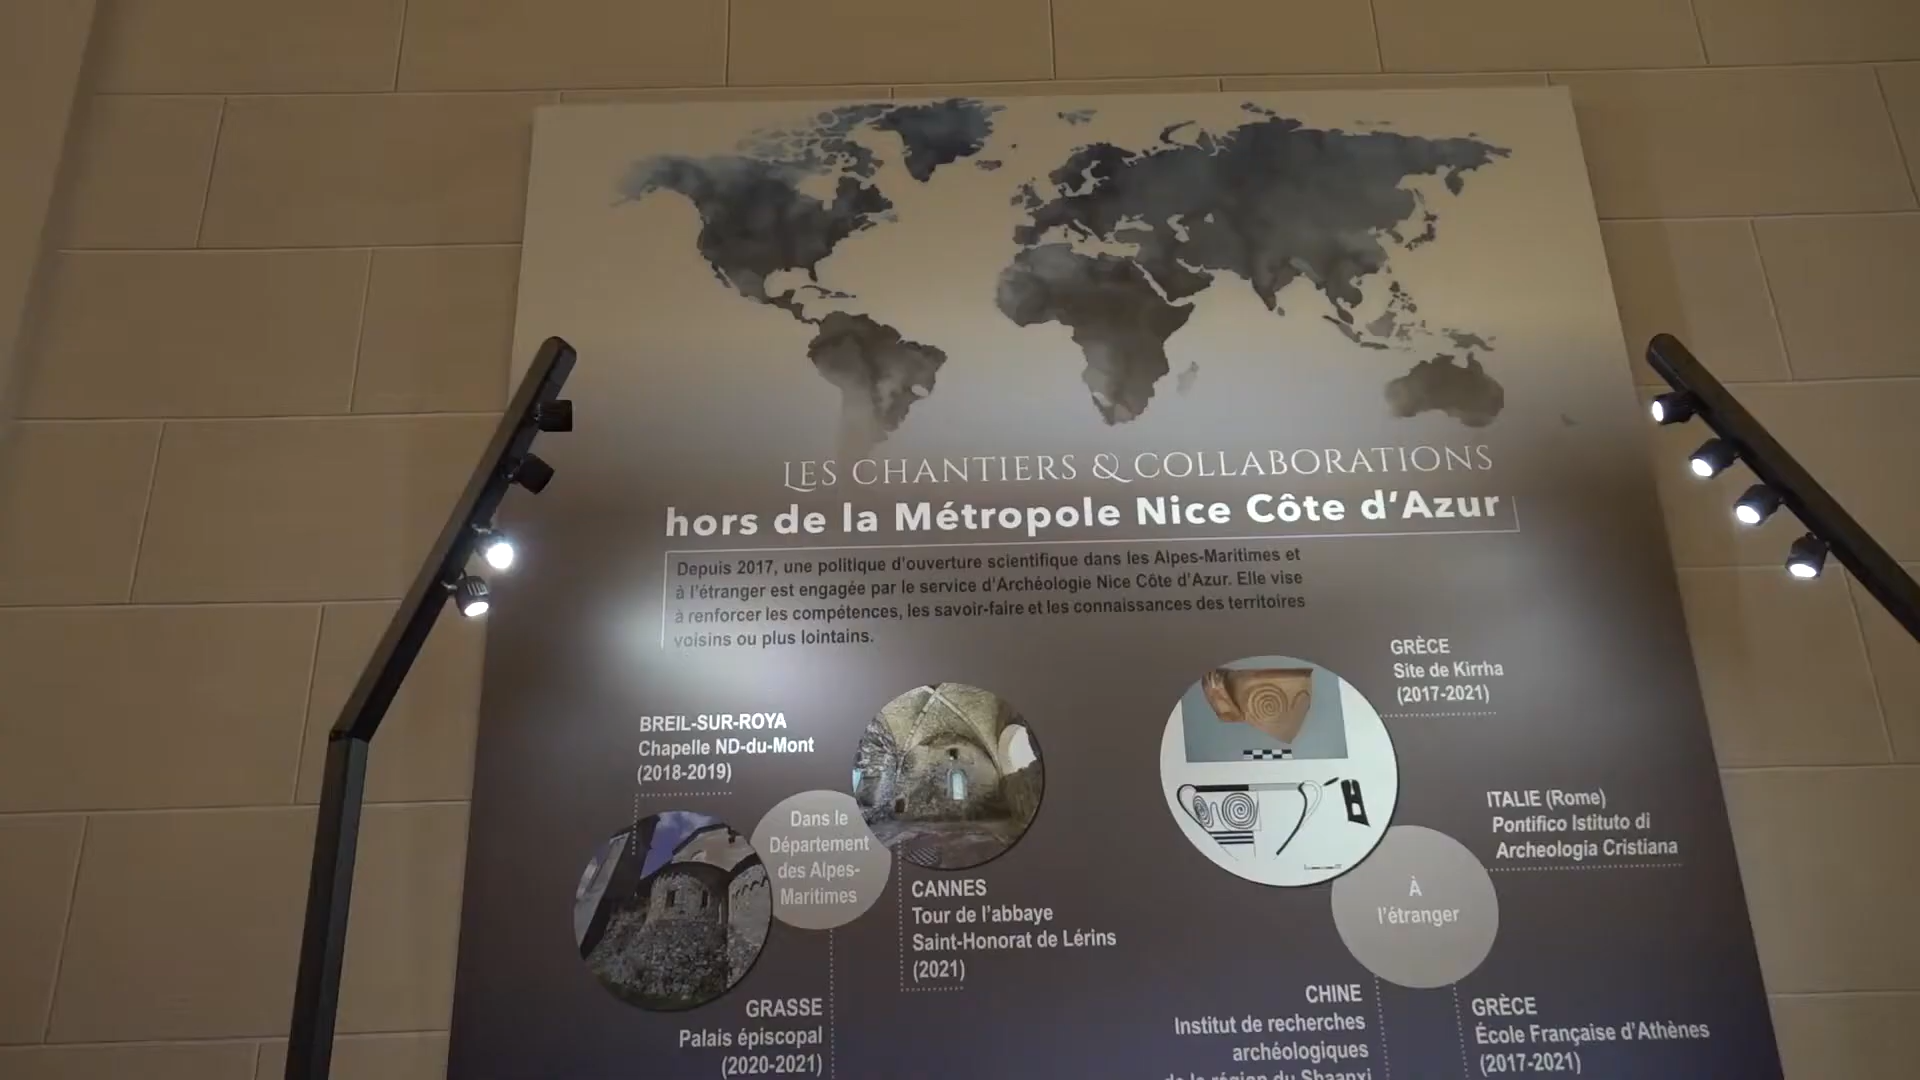 LES CHANTIERS & COLLABORATIONS
hors de la Métropole Nice Côte d'Azur
Depuis 2017, une politique d'ouverture scientifique dans les Alpes-Maritimes et
à l'étranger est engagée par le service d'Archéologie Nice Côte d'Azur. Elle vise
à renforcer les compétences, les savoir-faire et les connaissances des territoires
voisins ou plus lointains.
BREIL-SUR-ROYA
Chapelle ND-du-Mont
(2018-2019)
Dans le
Département
des Alpes-
Maritimes
CANNES
Tour de l'abbaye
Saint-Honorat de Lérins
(2021)
GRASSE
Palais épiscopal
(2020-2021)
GRÈCE
Site de Kirrha
(2017-2021)
ITALIE (Rome)
Pontifico Istituto di
Archeologia Cristiana
À
l'étranger
CHINE
Institut de recherches
archéologiques
de la région du Shaanxi
GRÈCE
École Française d'Athènes
(2017-2021)